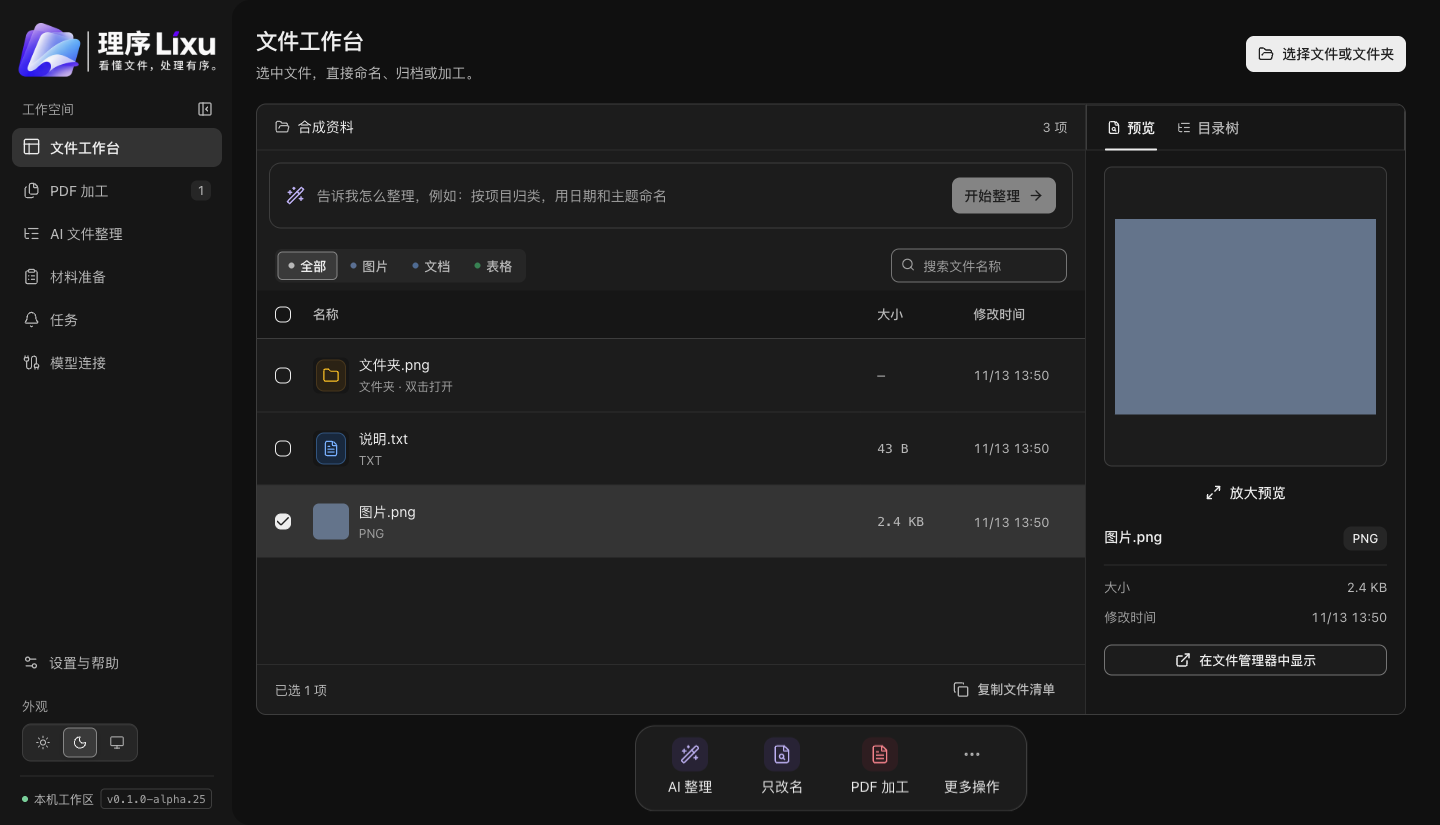 理序 Lixu
看懂文件，处理有序。
工作空间
文件工作台
PDF 加工
1
AI 文件整理
材料准备
任务
模型连接
设置与帮助
外观
本机工作区
v0.1.0-alpha.25
文件工作台
选中文件，直接命名、归档或加工。
选择文件或文件夹
合成资料
3 项
告诉我怎么整理，例如：按项目归类，用日期和主题命名
开始整理
全部
图片
文档
表格
搜索文件名称
名称
大小
修改时间
文件夹.png
文件夹 · 双击打开
—
11/13 13:50
说明.txt
TXT
43 B
11/13 13:50
图片.png
PNG
2.4 KB
11/13 13:50
已选 1 项
复制文件清单
预览
目录树
放大预览
图片.png
PNG
大小
2.4 KB
修改时间
11/13 13:50
在文件管理器中显示
AI 整理
只改名
PDF 加工
更多操作